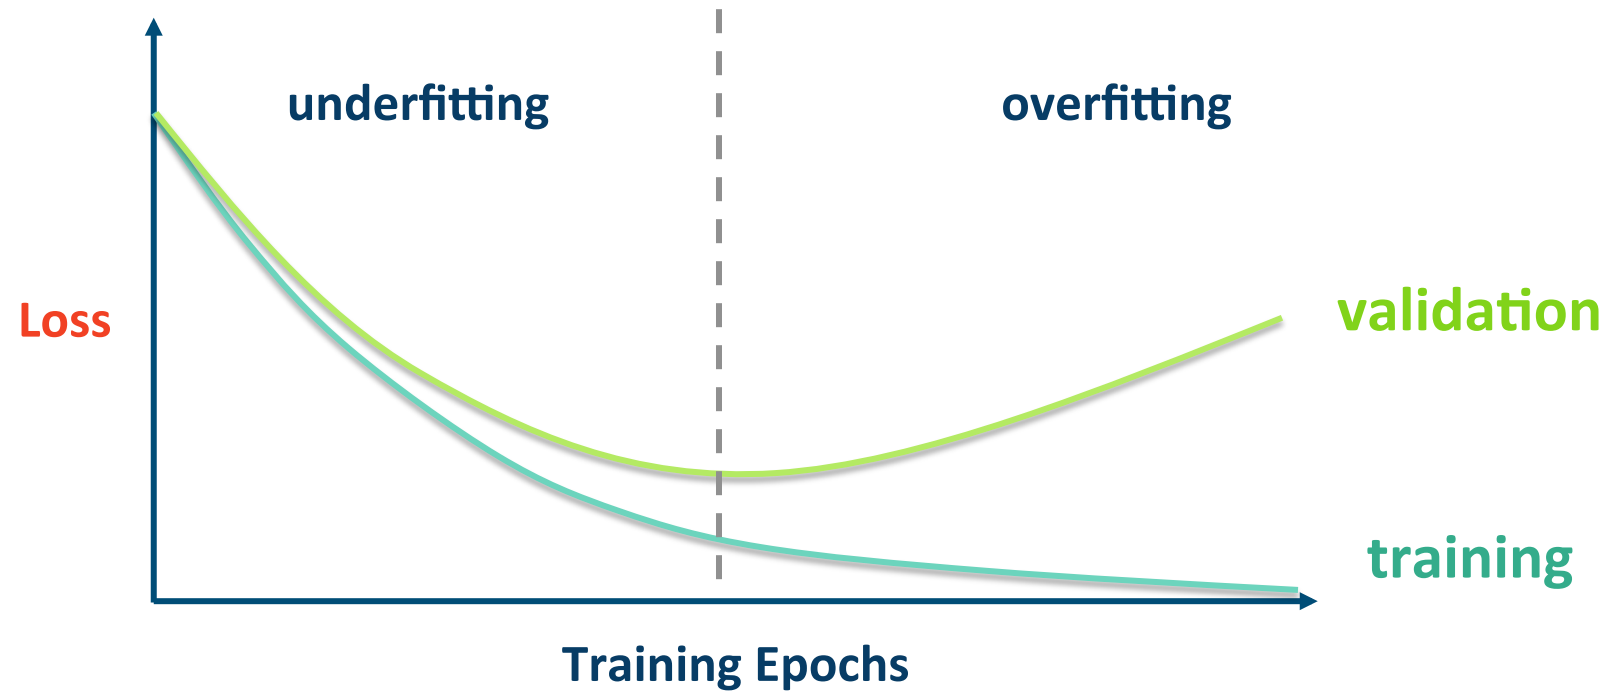 underfitting
overfitting
Loss
validation
training
Training Epochs